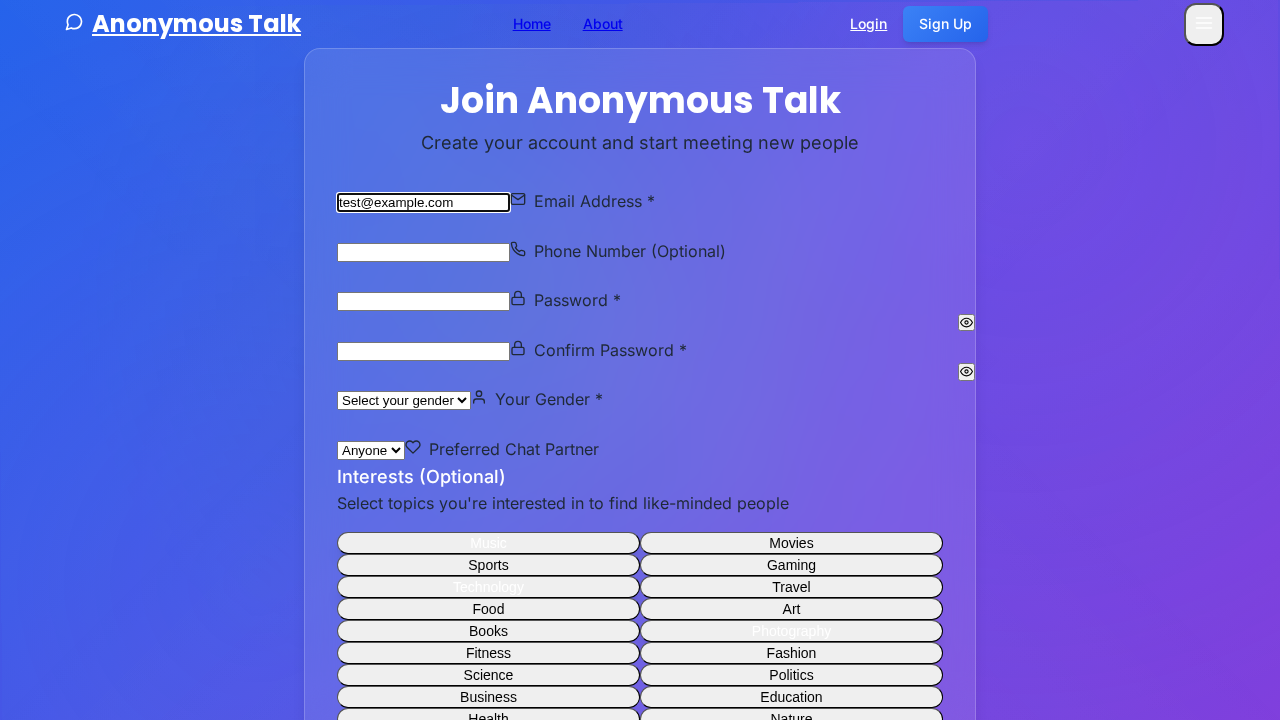 Anonymous Talk Home About Login Sign Up
Join Anonymous Talk
Create your account and start meeting new people
test@example.com Email Address *
Phone Number (Optional)
Password *
Confirm Password *
Select your gender Your Gender *
Anyone Preferred Chat Partner
Interests (Optional)
Select topics you're interested in to find like-minded people
Music Movies
Sports Gaming
Technology Travel
Food Art
Books Photography
Fitness Fashion
Science Politics
Business Education
Health Nature